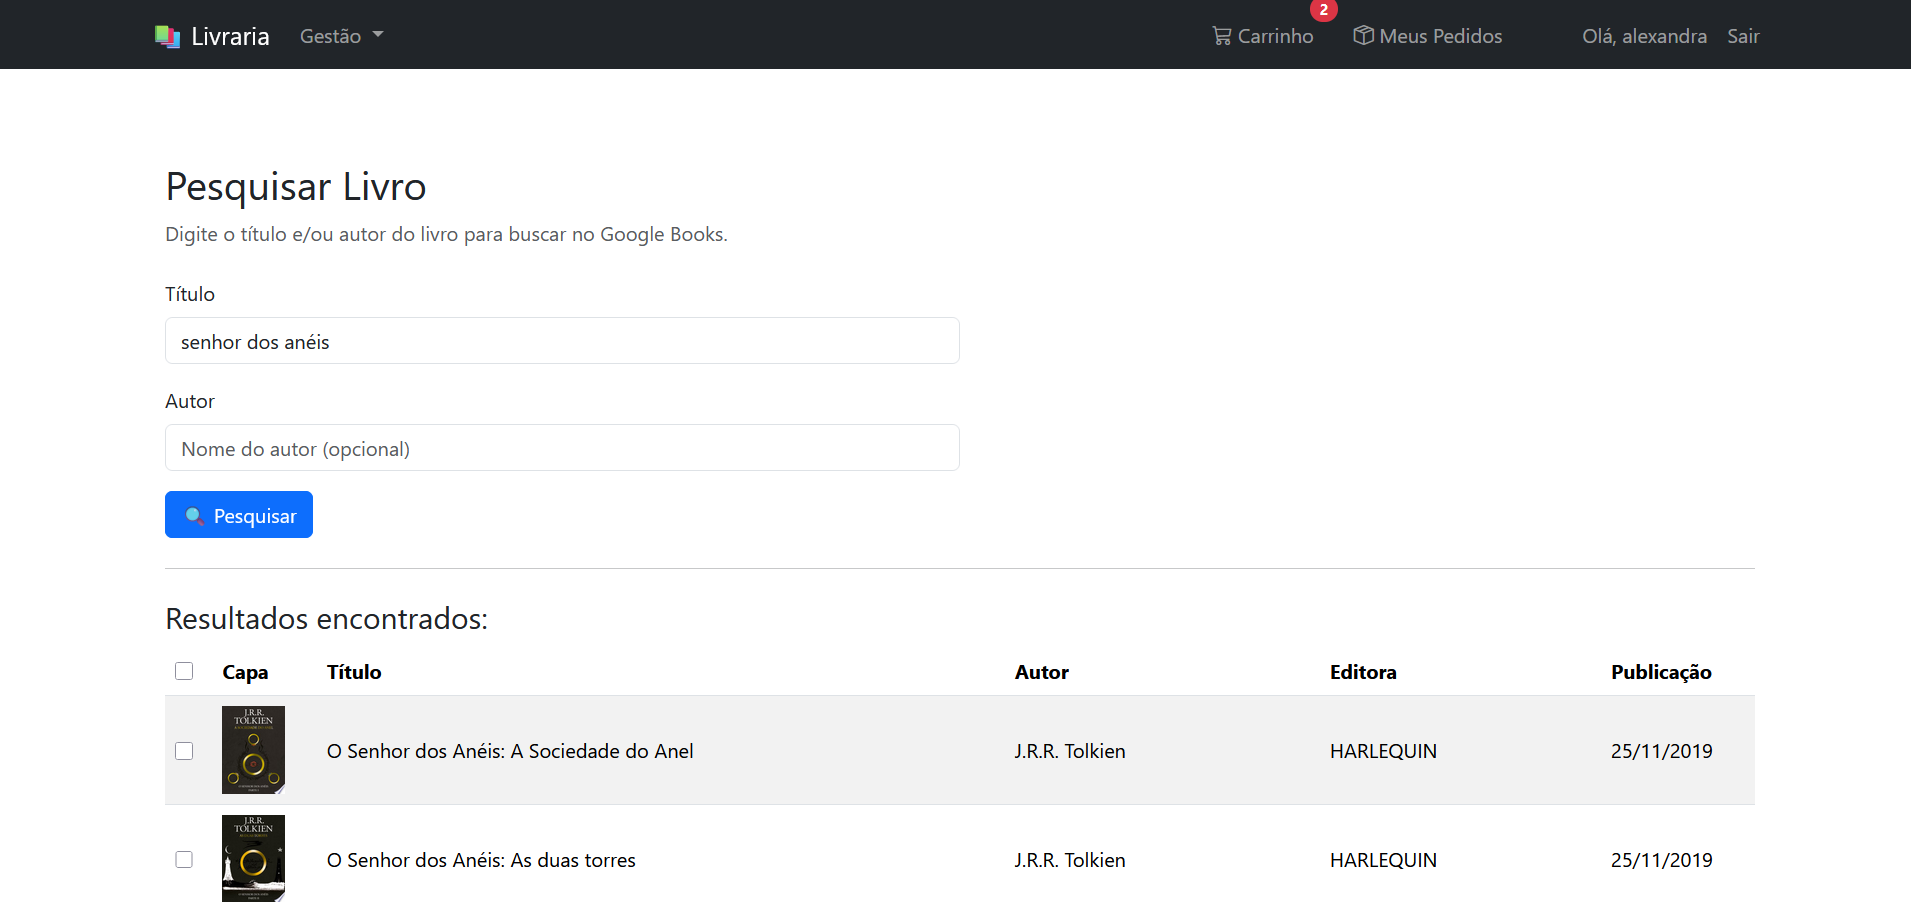 2
Livraria Gestão Carrinho Meus Pedidos Olá, alexandra Sair
Pesquisar Livro
Digite o título e/ou autor do livro para buscar no Google Books.
Título
senhor dos anéis
Autor
Nome do autor (opcional)
Pesquisar
Resultados encontrados:
Capa Título Autor Editora Publicação
J.R.R.
TOLKIEN
O Senhor dos Anéis: A Sociedade do Anel J.R.R. Tolkien HARLEQUIN 25/11/2019
J.R.R.
TOLKIEN
O Senhor dos Anéis: As duas torres J.R.R. Tolkien HARLEQUIN 25/11/2019